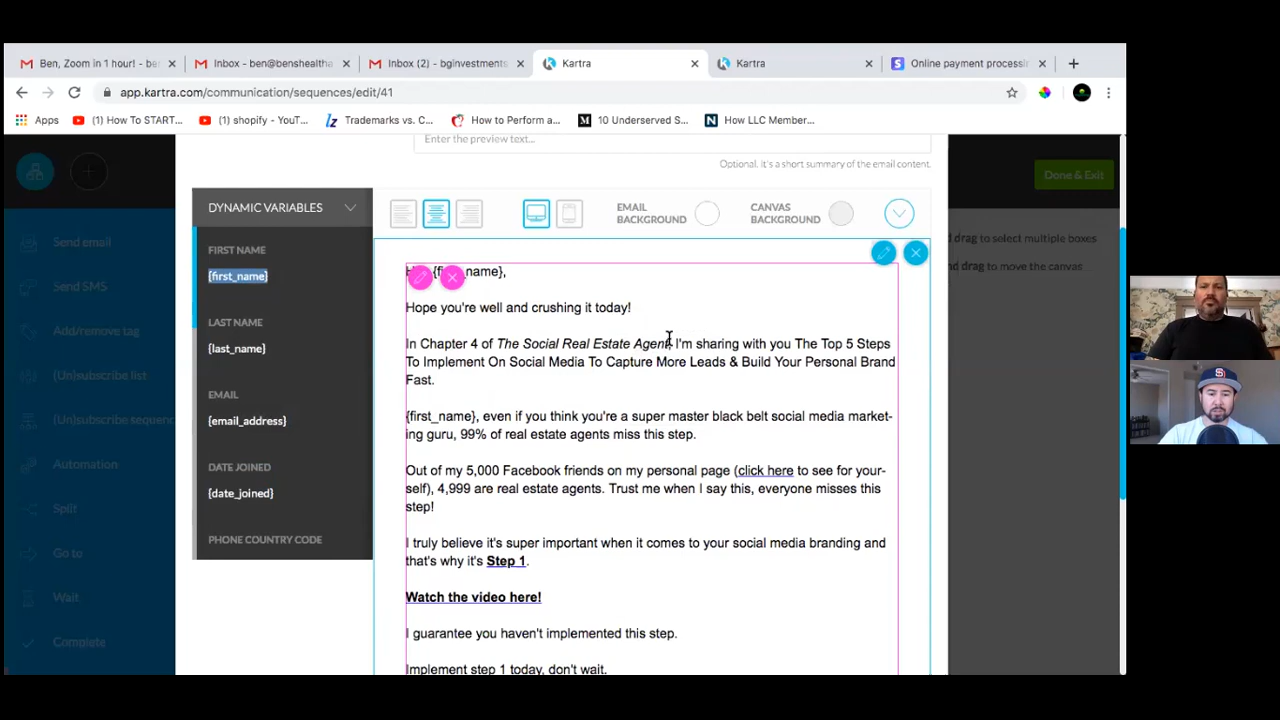 Ben, Zoom in 1 hour! - be
Inbox - ben@benshealtha
Inbox (2) - bginvestments
Kartra
Kartra
Online payment processin
app.kartra.com/communication/sequences/edit/41
Apps
(1) How To START...
(1) shopify - YouT...
Trademarks vs. C...
How to Perform a...
10 Underserved S...
How LLC Member...
Enter the preview text...
Optional. It's a short summary of the email content.
Done & Exit
DYNAMIC VARIABLES
EMAIL BACKGROUND
CANVAS BACKGROUND
drag to select multiple boxes
drag to move the canvas
Send email
Send SMS
Add/remove tag
(Un)subscribe list
(Un)subscribe sequenc
Automation
Split
Go to
Wait
Complete
FIRST NAME
{first_name}
LAST NAME
{last_name}
EMAIL
{email_address}
DATE JOINED
{date_joined}
PHONE COUNTRY CODE
name},
Hope you're well and crushing it today!
In Chapter 4 of The Social Real Estate Agent, I'm sharing with you The Top 5 Steps
To Implement On Social Media To Capture More Leads & Build Your Personal Brand
Fast.
{first_name}, even if you think you're a super master black belt social media market-
ing guru, 99% of real estate agents miss this step.
Out of my 5,000 Facebook friends on my personal page (click here to see for your-
self), 4,999 are real estate agents. Trust me when I say this, everyone misses this
step!
I truly believe it's super important when it comes to your social media branding and
that's why it's Step 1.
Watch the video here!
I guarantee you haven't implemented this step.
Implement step 1 today, don't wait.